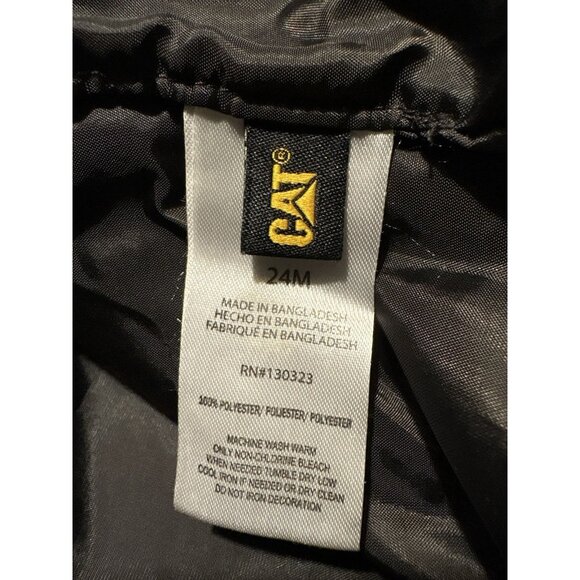 CAT®
24M
MADE IN BANGLADESH
HECHO EN BANGLADESH
FABRIQUÉ EN BANGLADESH
RN#130323
100% POLYESTER/ POLIESTER/ POLYESTER
MACHINE WASH WARM
ONLY NON-CHLORINE BLEACH
WHEN NEEDED TUMBLE DRY LOW
COOL IRON IF NEEDED OR DRY CLEAN
DO NOT IRON DECORATION